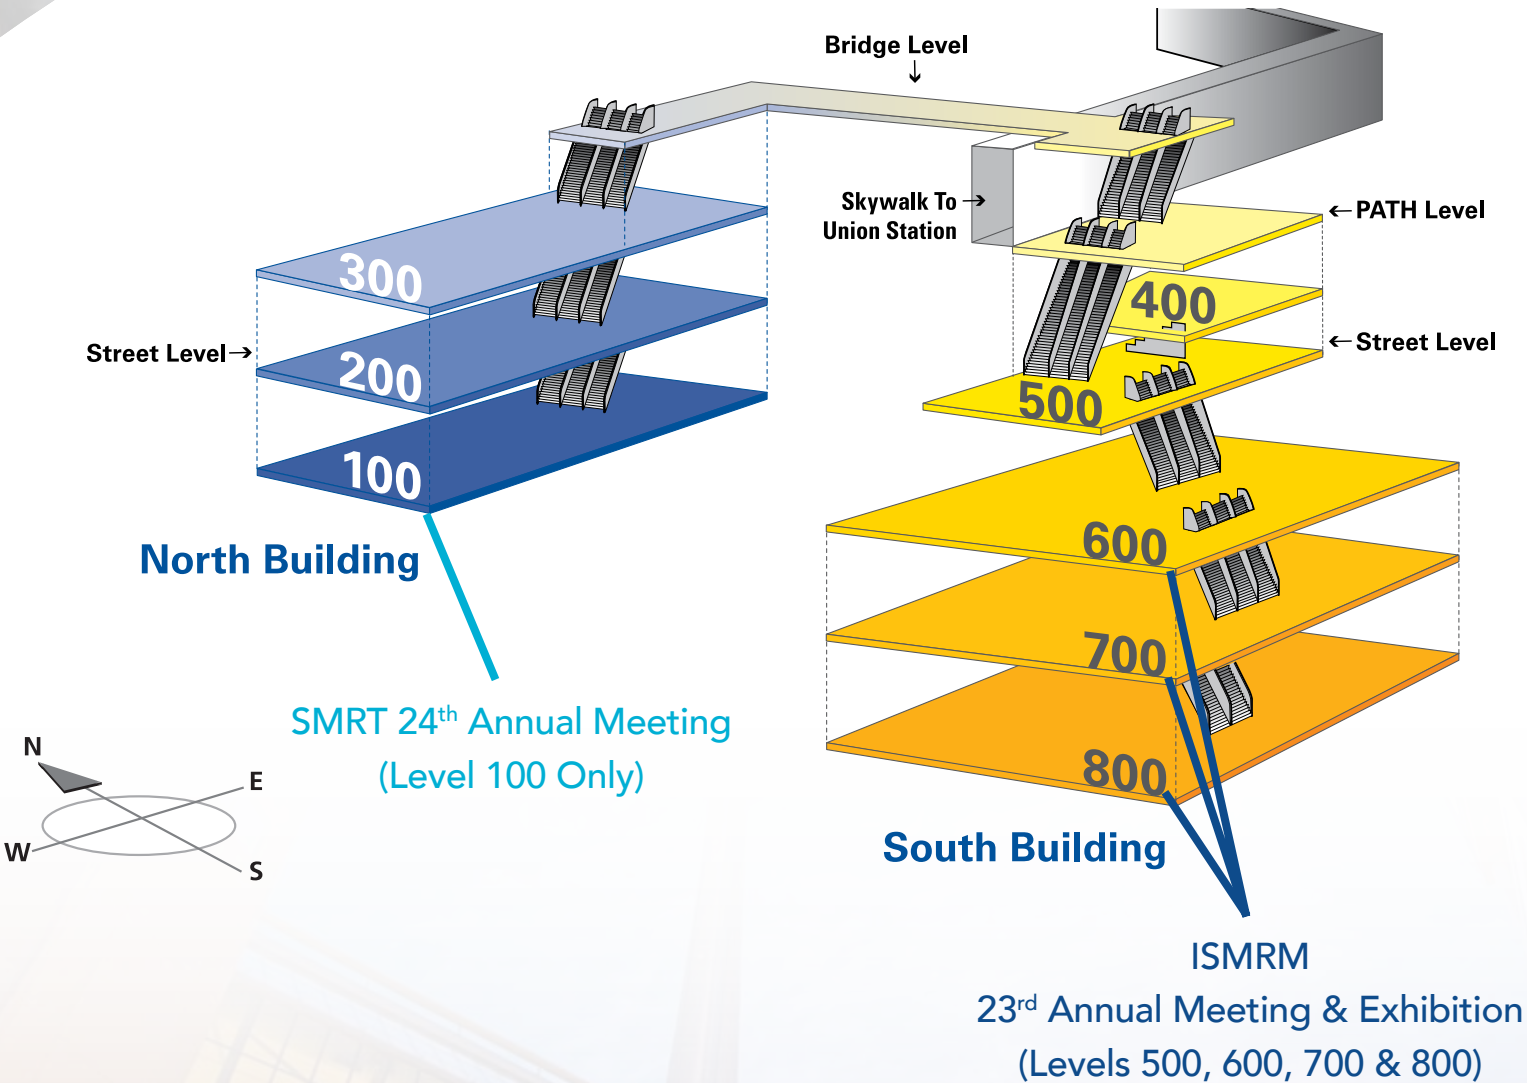 Bridge Level
↓
Skywalk To →
Union Station
← PATH Level
300
400
Street Level →
← Street Level
200
500
100
North Building
600
700
SMRT 24th Annual Meeting
(Level 100 Only)
800
N
E
W
S
South Building
ISMRM
23rd Annual Meeting & Exhibition
(Levels 500, 600, 700 & 800)